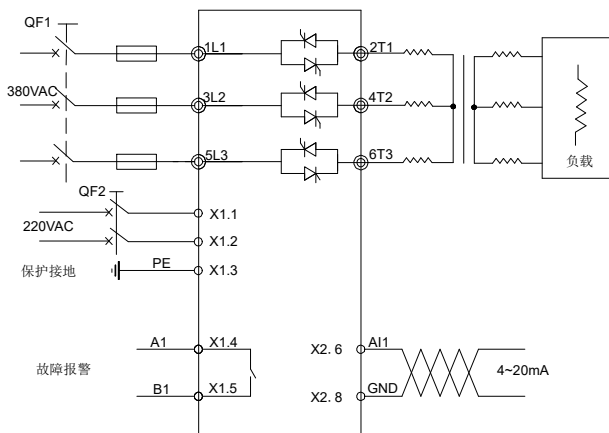 QF1
1L1
2T1
380VAC
3L2
4T2
5L3
6T3
负载
QF2
X1.1
220VAC
X1.2
保护接地
PE
X1.3
A1
X1.4
X2. 6
AI1
故障报警
4~20mA
B1
X1.5
X2. 8
GND